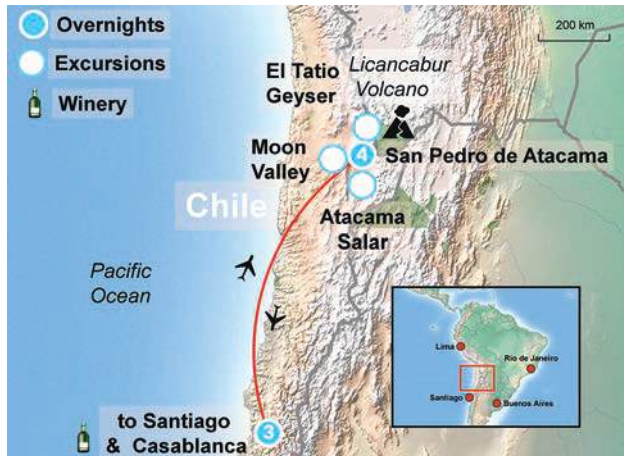 Overnights
Excursions
Winery
200 km
El Tatio
Geyser
Licancabur
Volcano
Moon
Valley
4
San Pedro de Atacama
Chile
Atacama
Salar
Pacific
Ocean
Lima
Rio de Janeiro
Santiago
Buenos Aires
to Santiago
& Casablanca
3